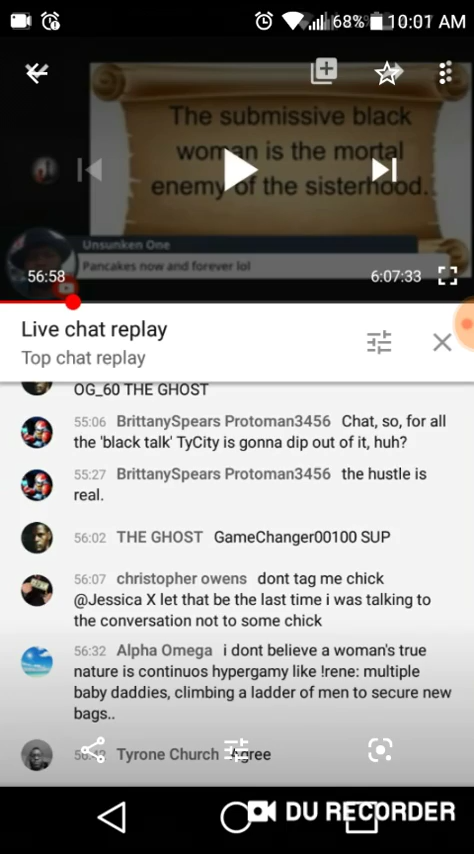 68% 10:01 AM
The submissive black
woman is the mortal
enemy of the sisterhood.
Unsunken One
Pancakes now and forever lol
56:58 6:07:33
Live chat replay
Top chat replay
OG_60 THE GHOST
55:06 BrittanySpears Protoman3456 Chat, so, for all
the 'black talk' TyCity is gonna dip out of it, huh?
55:27 BrittanySpears Protoman3456 the hustle is
real.
56:02 THE GHOST GameChanger00100 SUP
56:07 christopher owens dont tag me chick
@Jessica X let that be the last time i was talking to
the conversation not to some chick
56:32 Alpha Omega i dont believe a woman's true
nature is continuos hypergamy like !rene: multiple
baby daddies, climbing a ladder of men to secure new
bags..
Tyrone Church Agree
DU RECORDER